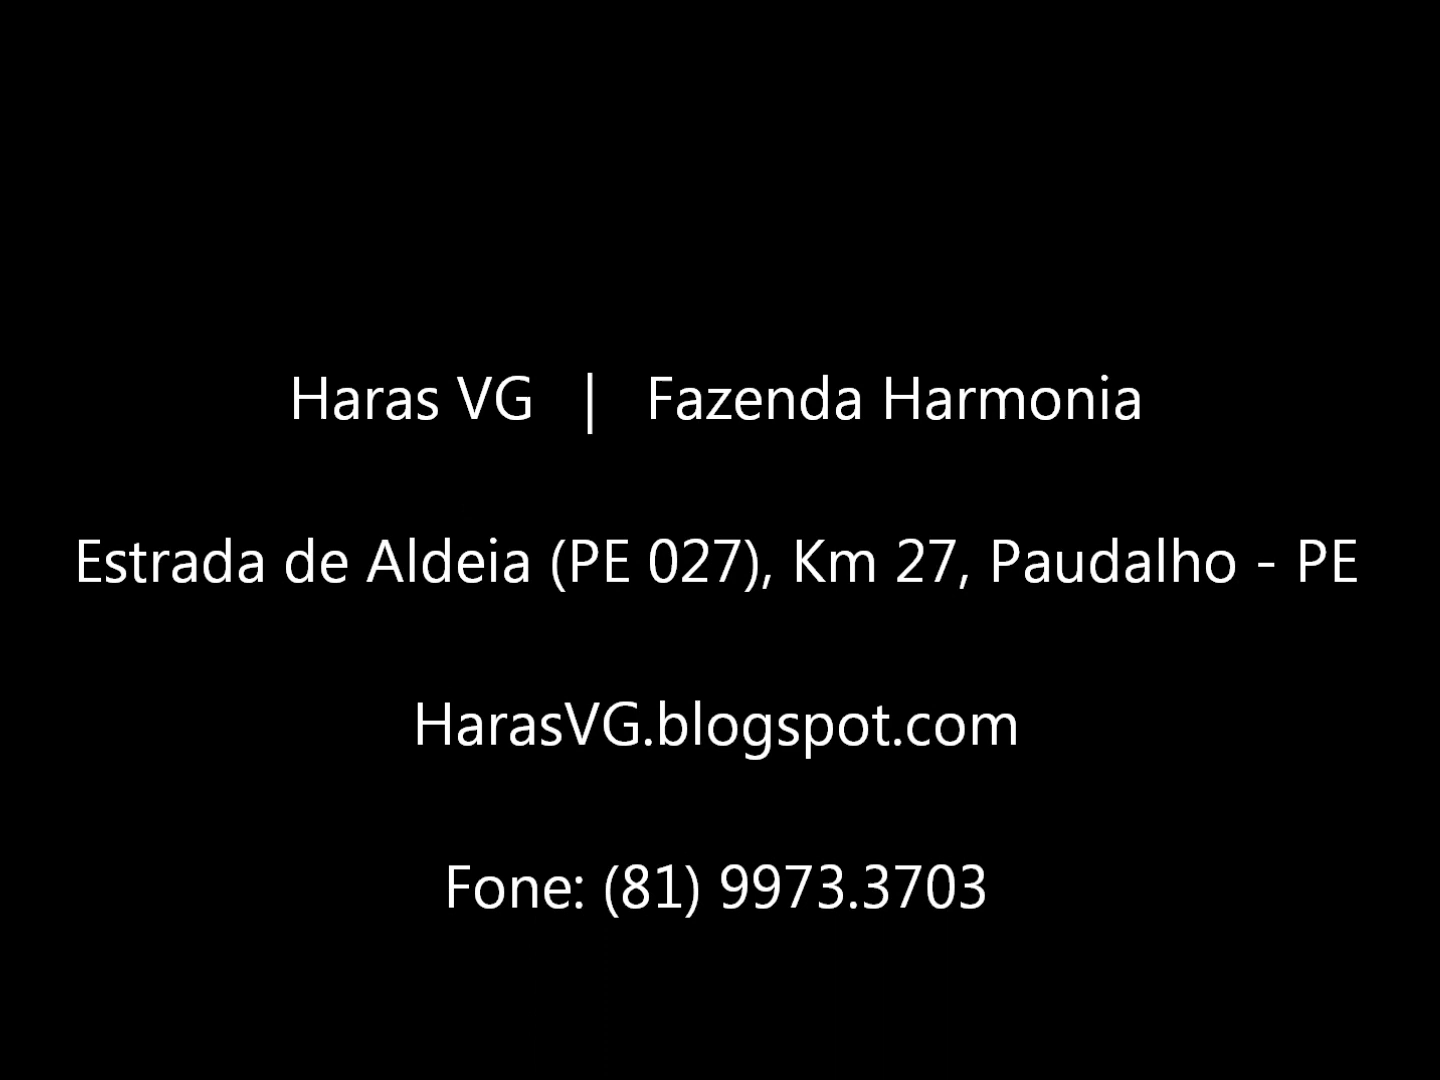 Haras VG | Fazenda Harmonia
Estrada de Aldeia (PE 027), Km 27, Paudalho - PE
HarasVG.blogspot.com
Fone: (81) 9973.3703